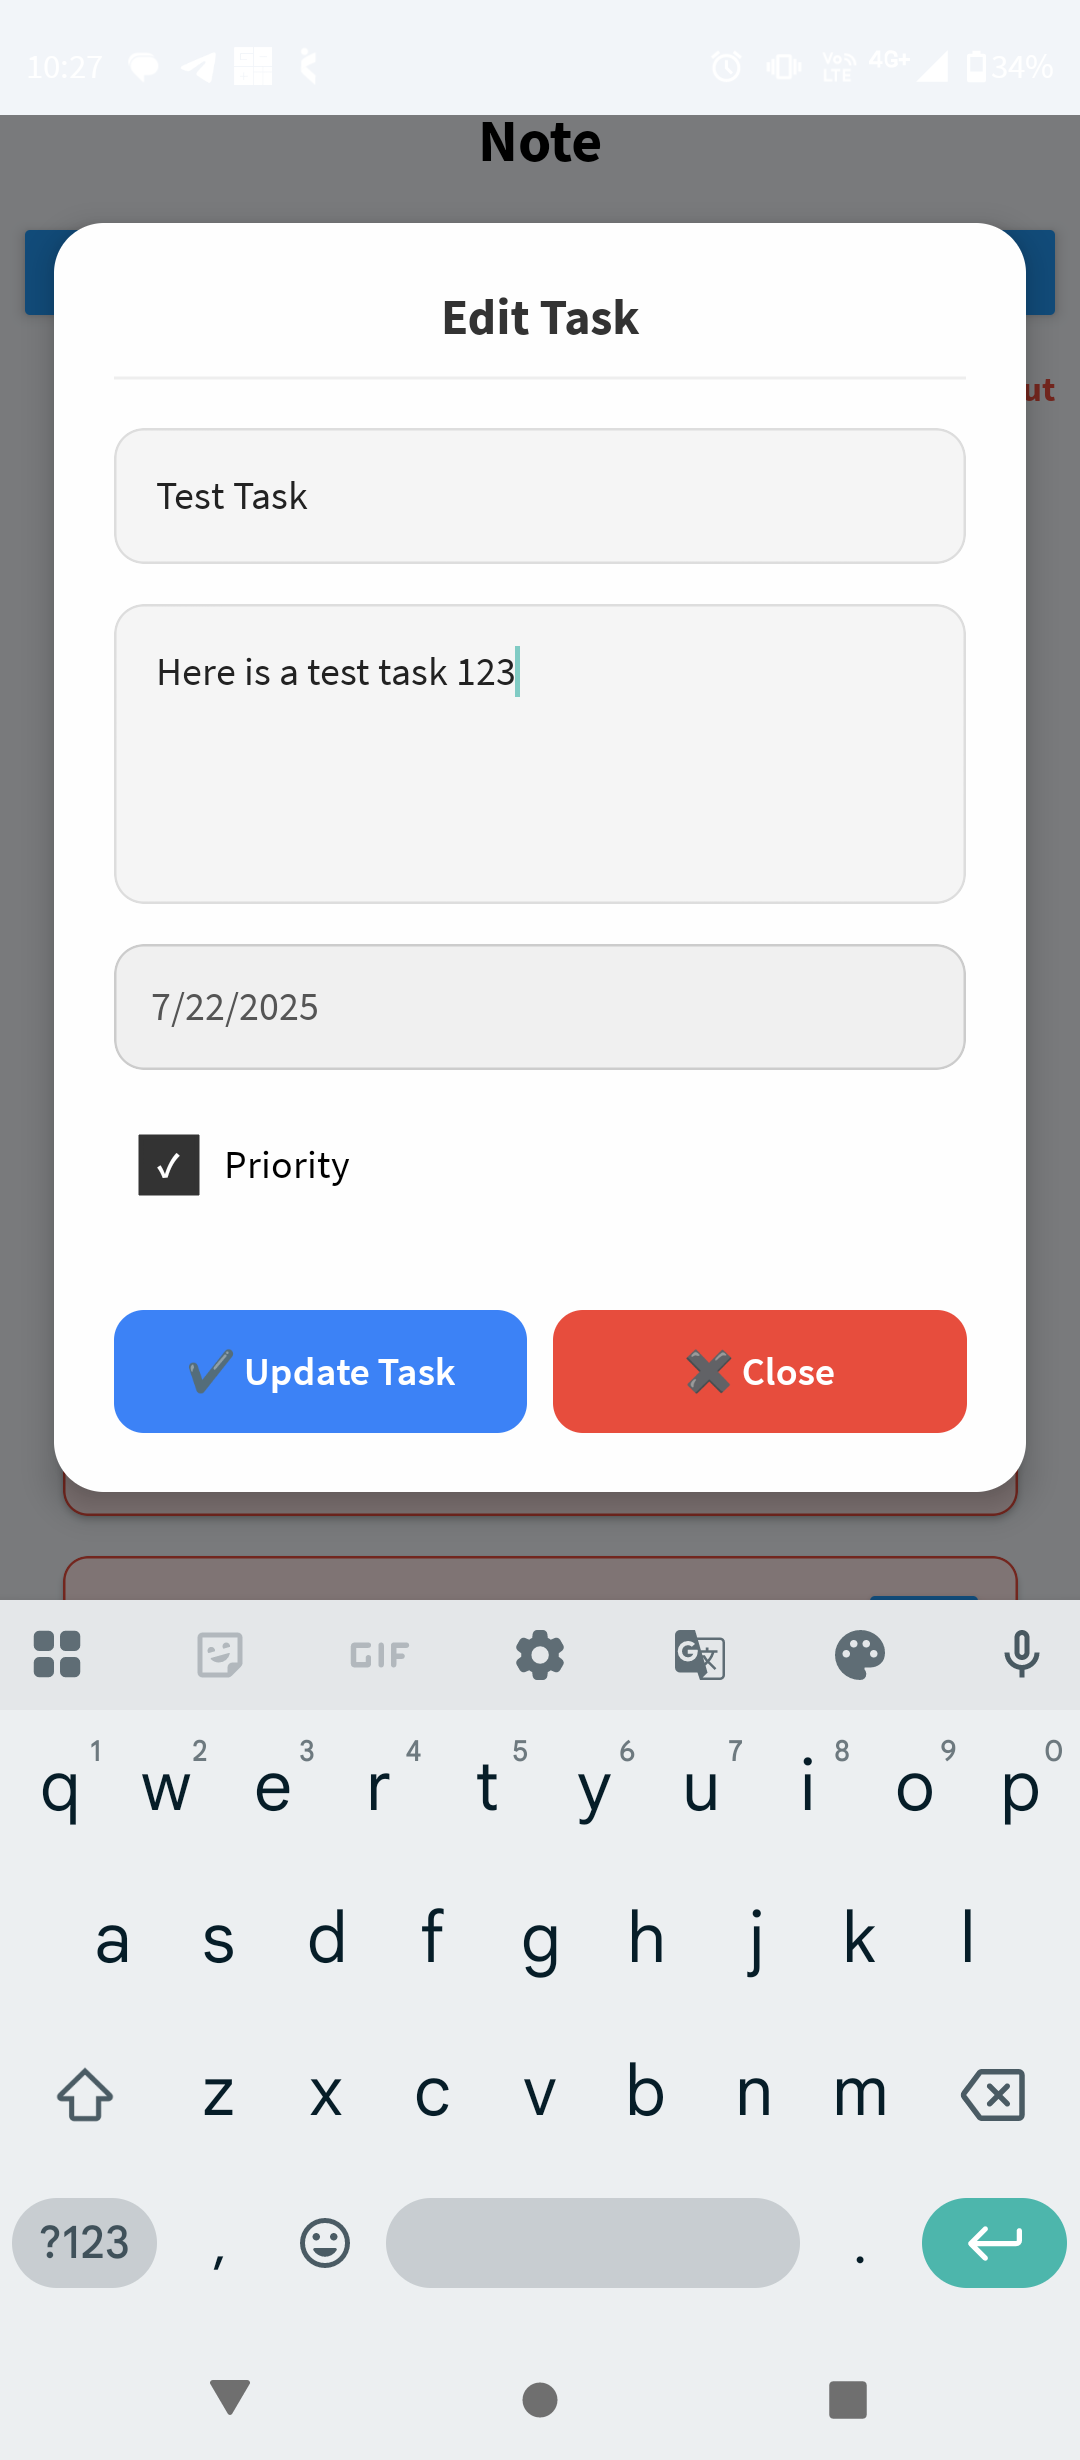 10:27 Vo LTE 4G+ 34%
Note
Edit Task
ut
Test Task
Here is a test task 123
7/22/2025
✓ Priority
✔ Update Task ✖ Close
GIF G 文
1 2 3 4 5 6 7 8 9 0
q w e r t y u i o p
a s d f g h j k l
z x c v b n m
?123 , .